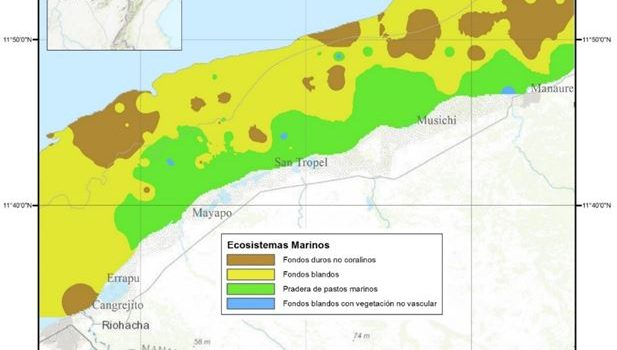 11°50'0"N
11°50'0"N
Manaure
Musichi
San Tropel
11°40'0"N
11°40'0"N
Mayapo
Ecosistemas Marinos
Fondos duros no coralinos
Fondos blandos
Pradera de pastos marinos
Fondos blandos con vegetación no vascular
Errapu
Cangrejito
Riohacha
58 m
74 m